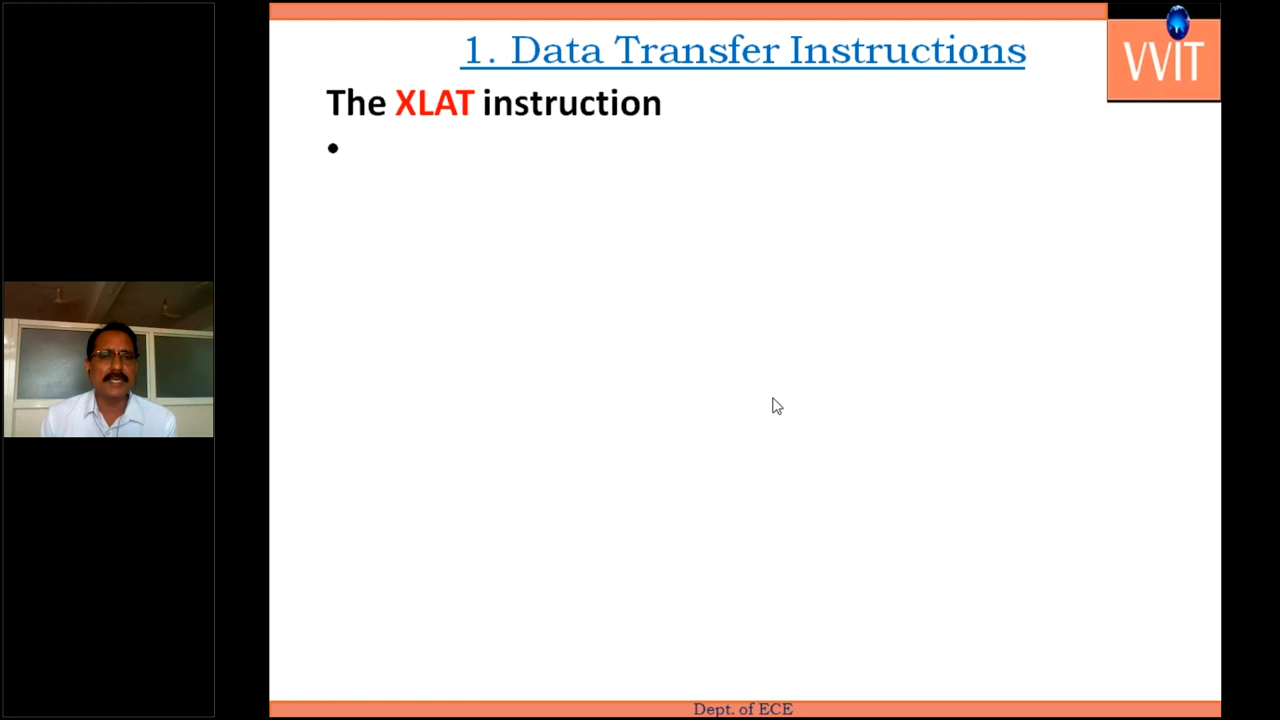 1. Data Transfer Instructions
VVIT
The XLAT instruction
•
Dept. of ECE